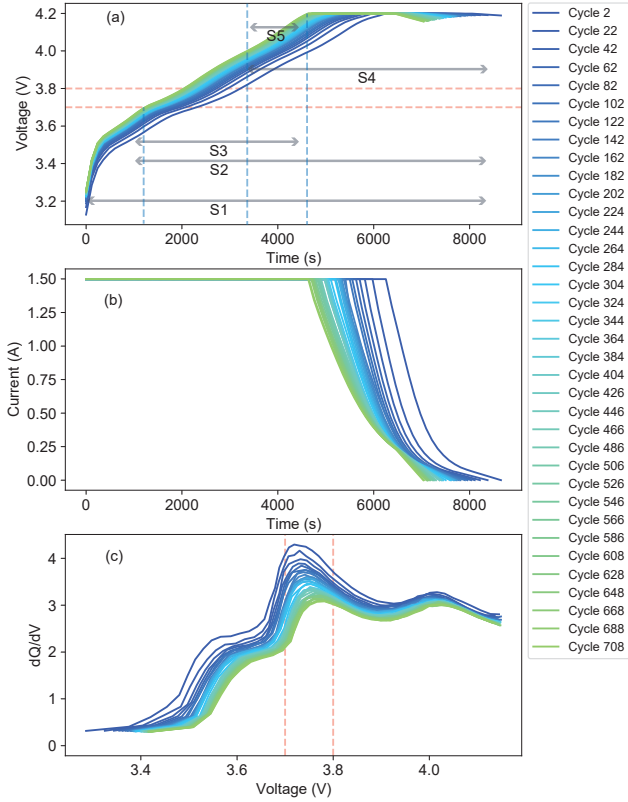 (a)
Voltage (V)
4.2
4.0
3.8
3.6
3.4
3.2
S5
S4
S3
S2
S1
0
2000
4000
6000
8000
Time (s)
(b)
Current (A)
1.50
1.25
1.00
0.75
0.50
0.25
0.00
0
2000
4000
6000
8000
Time (s)
(c)
dQ/dV
4
3
2
1
0
3.4
3.6
3.8
4.0
Voltage (V)
Cycle 2
Cycle 22
Cycle 42
Cycle 62
Cycle 82
Cycle 102
Cycle 122
Cycle 142
Cycle 162
Cycle 182
Cycle 202
Cycle 224
Cycle 244
Cycle 264
Cycle 284
Cycle 304
Cycle 324
Cycle 344
Cycle 364
Cycle 384
Cycle 404
Cycle 426
Cycle 446
Cycle 466
Cycle 486
Cycle 506
Cycle 526
Cycle 546
Cycle 566
Cycle 586
Cycle 608
Cycle 628
Cycle 648
Cycle 668
Cycle 688
Cycle 708